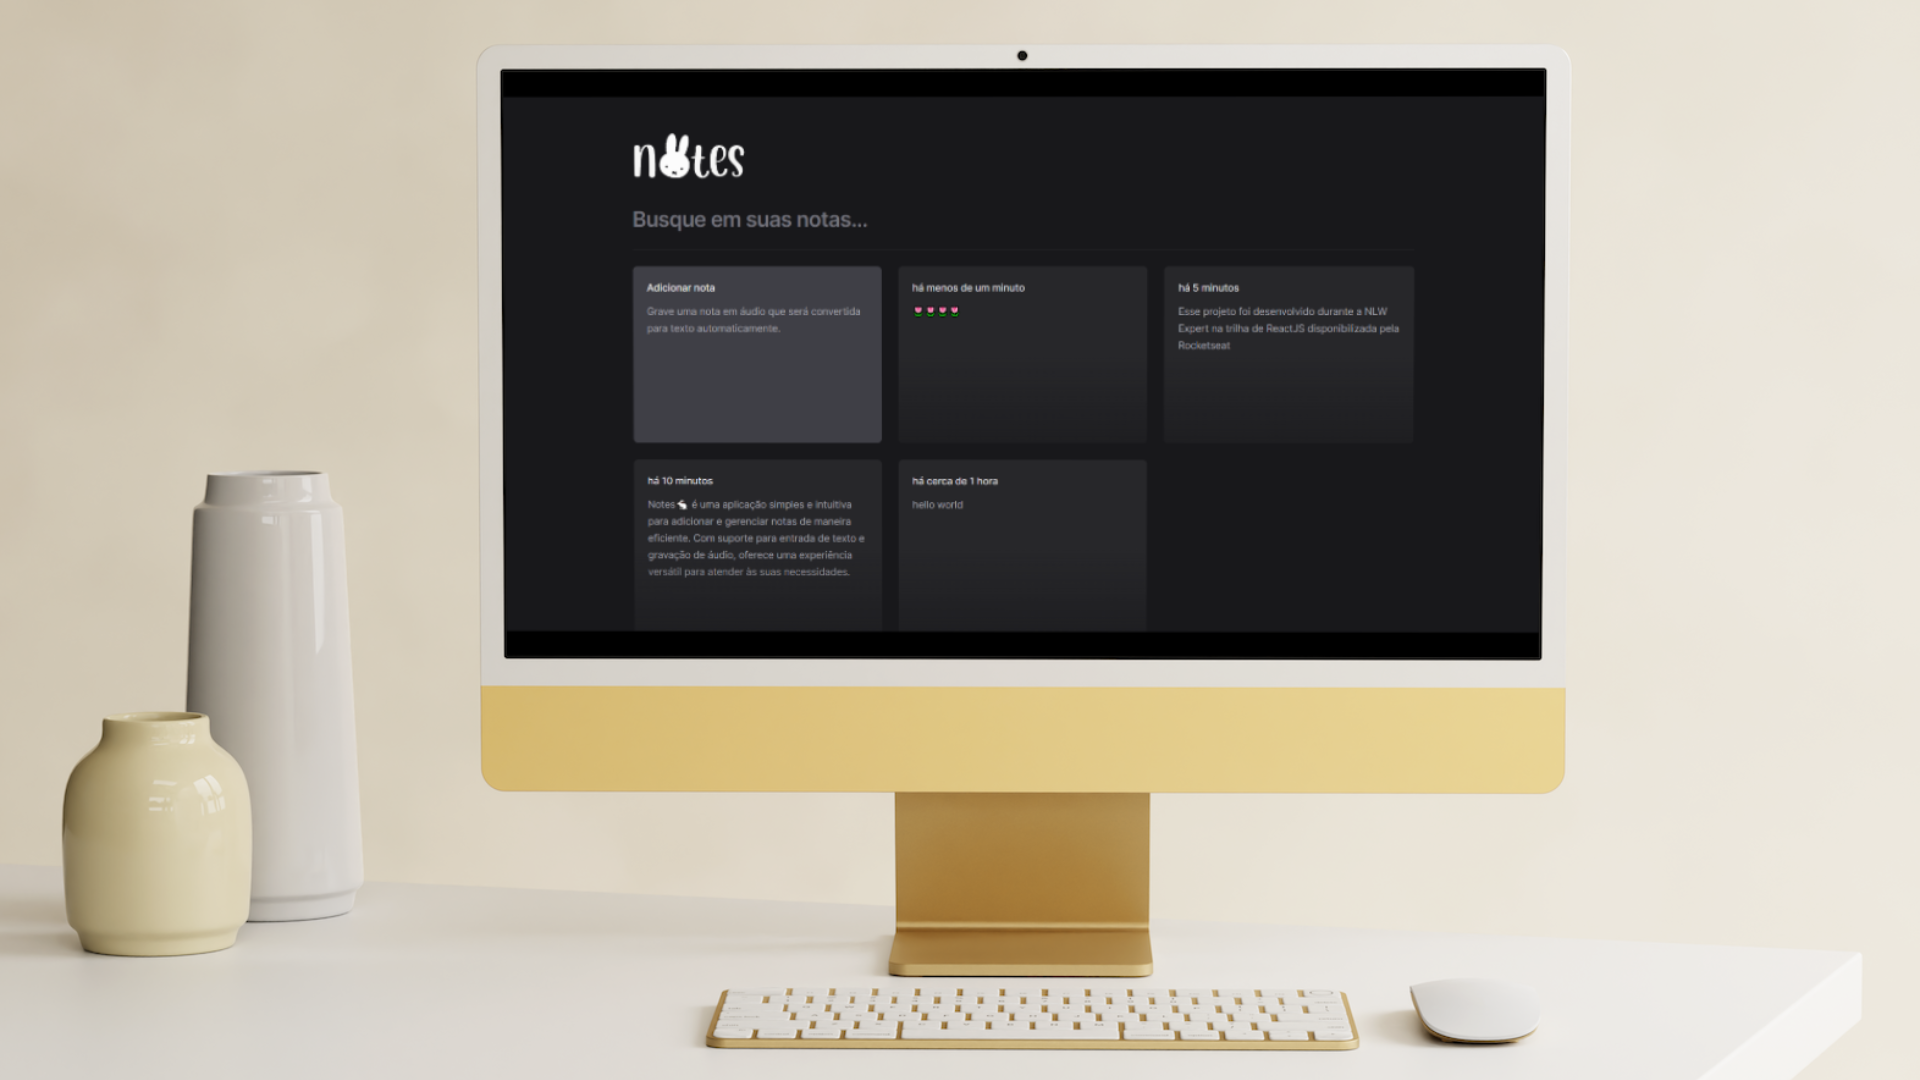 notes
Busque em suas notas...
Adicionar nota
Grave uma nota em áudio que será convertida
para texto automaticamente.
há menos de um minuto
🌷🌷🌷🌷
há 5 minutos
Esse projeto foi desenvolvido durante a NLW
Expert na trilha de ReactJS disponibilizada pela
Rocketseat
há 10 minutos
Notes🐇 é uma aplicação simples e intuitiva
para adicionar e gerenciar notas de maneira
eficiente. Com suporte para entrada de texto e
gravação de áudio, oferece uma experiência
versátil para atender às suas necessidades.
há cerca de 1 hora
hello world